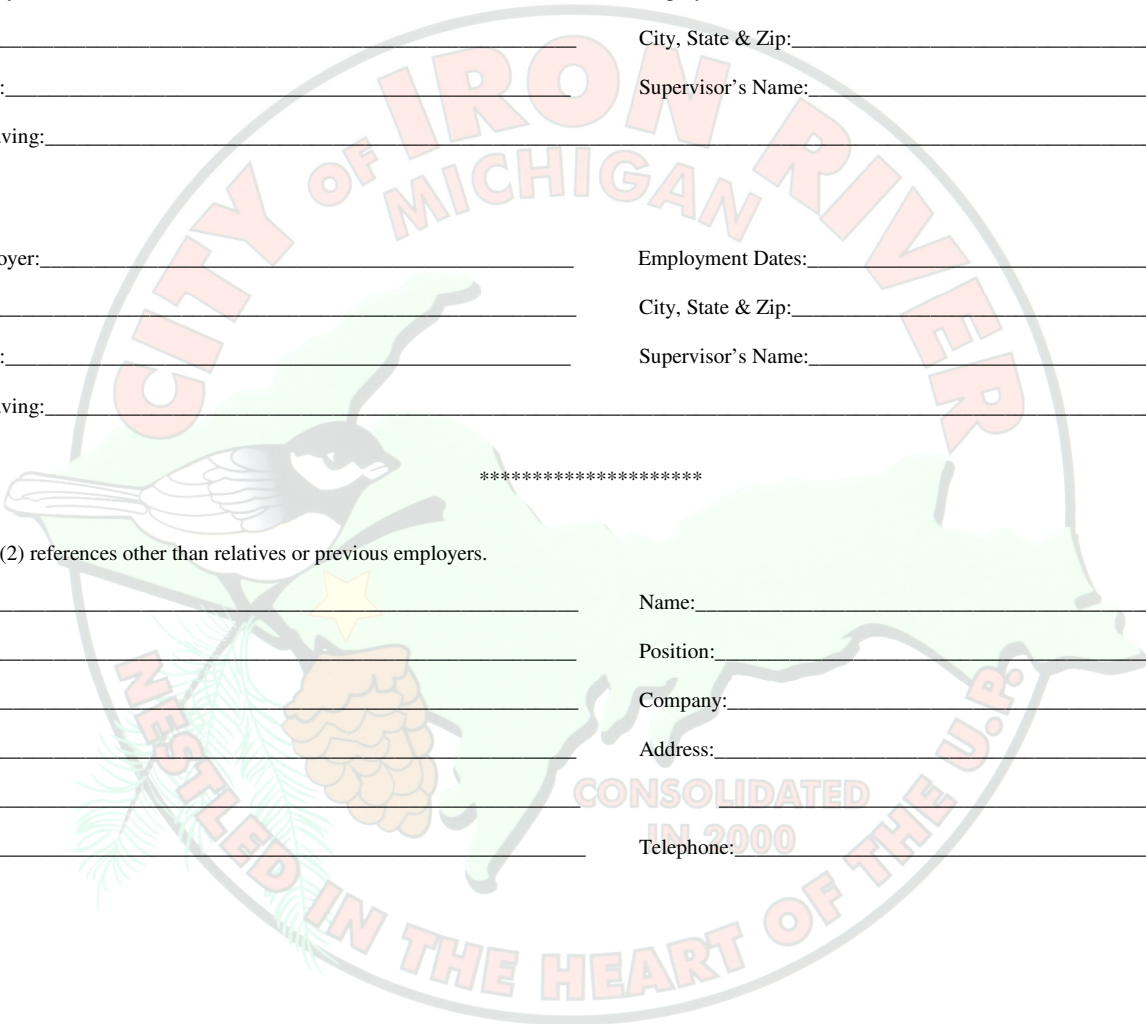 City, State & Zip:
: Supervisor's Name:
ving:
oyer: Employment Dates:
City, State & Zip:
: Supervisor's Name:
ving:
*********************
(2) references other than relatives or previous employers.
Name:
Position:
Company:
Address:
Telephone:
CITY OF IRON RIVER
MICHIGAN
CONSOLIDATED
IN 2000
NESTLED IN THE HEART OF THE U.P.